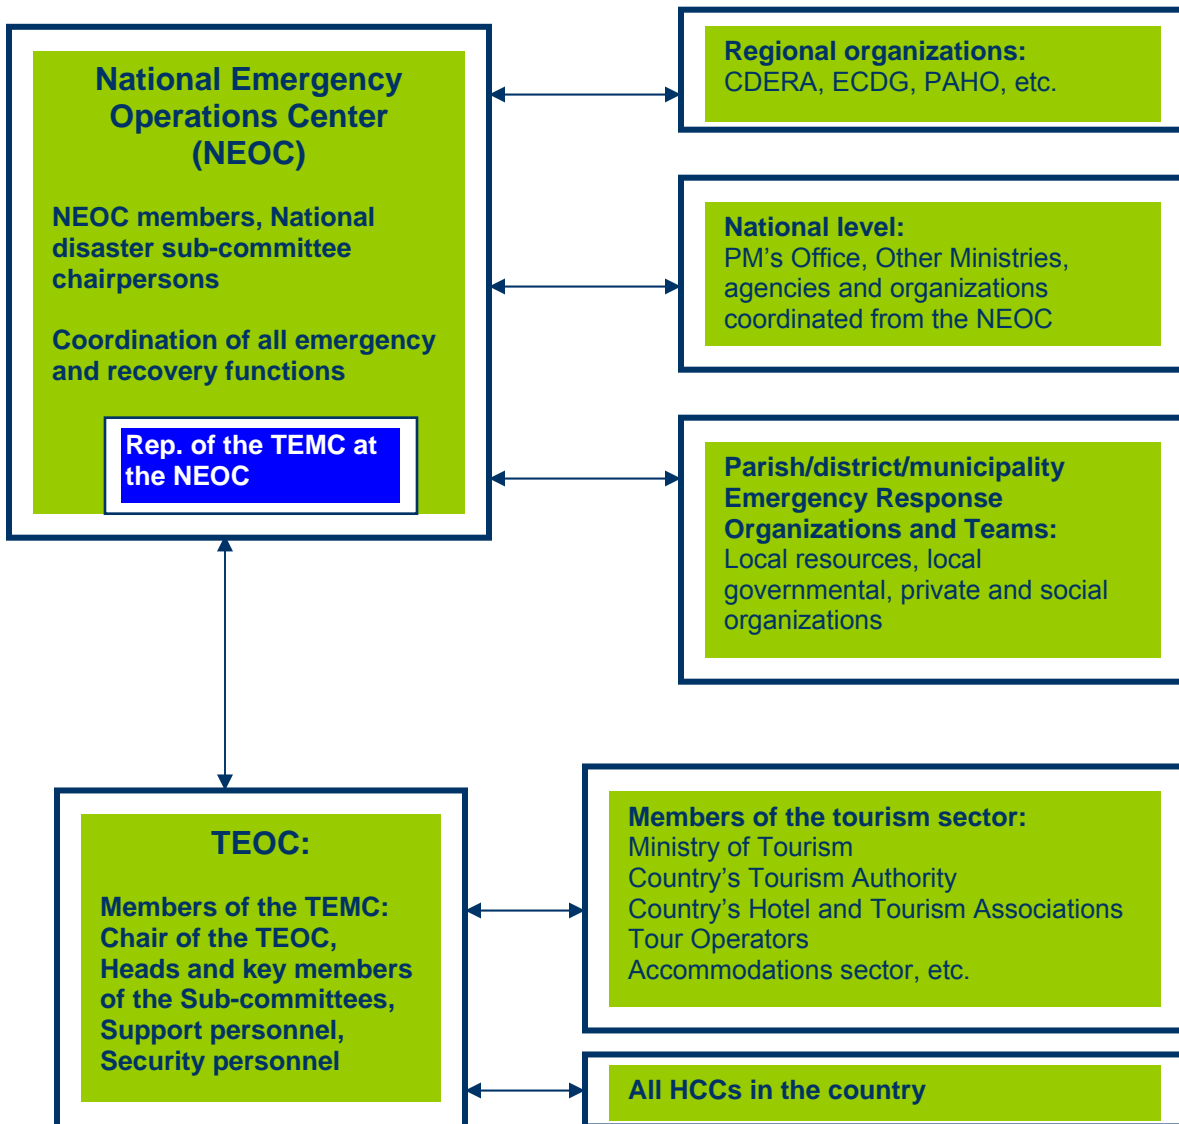 National Emergency
Operations Center
(NEOC)
NEOC members, National
disaster sub-committee
chairpersons
Coordination of all emergency
and recovery functions
Rep. of the TEMC at
the NEOC
Regional organizations:
CDERA, ECDG, PAHO, etc.
National level:
PM’s Office, Other Ministries,
agencies and organizations
coordinated from the NEOC
Parish/district/municipality
Emergency Response
Organizations and Teams:
Local resources, local
governmental, private and social
organizations
TEOC:
Members of the TEMC:
Chair of the TEOC,
Heads and key members
of the Sub-committees,
Support personnel,
Security personnel
Members of the tourism sector:
Ministry of Tourism
Country’s Tourism Authority
Country’s Hotel and Tourism Associations
Tour Operators
Accommodations sector, etc.
All HCCs in the country